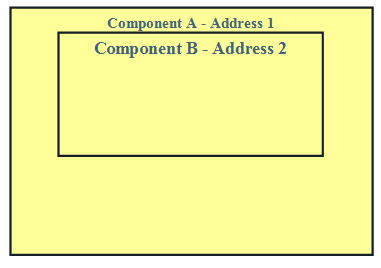 Component A - Address 1
Component B - Address 2